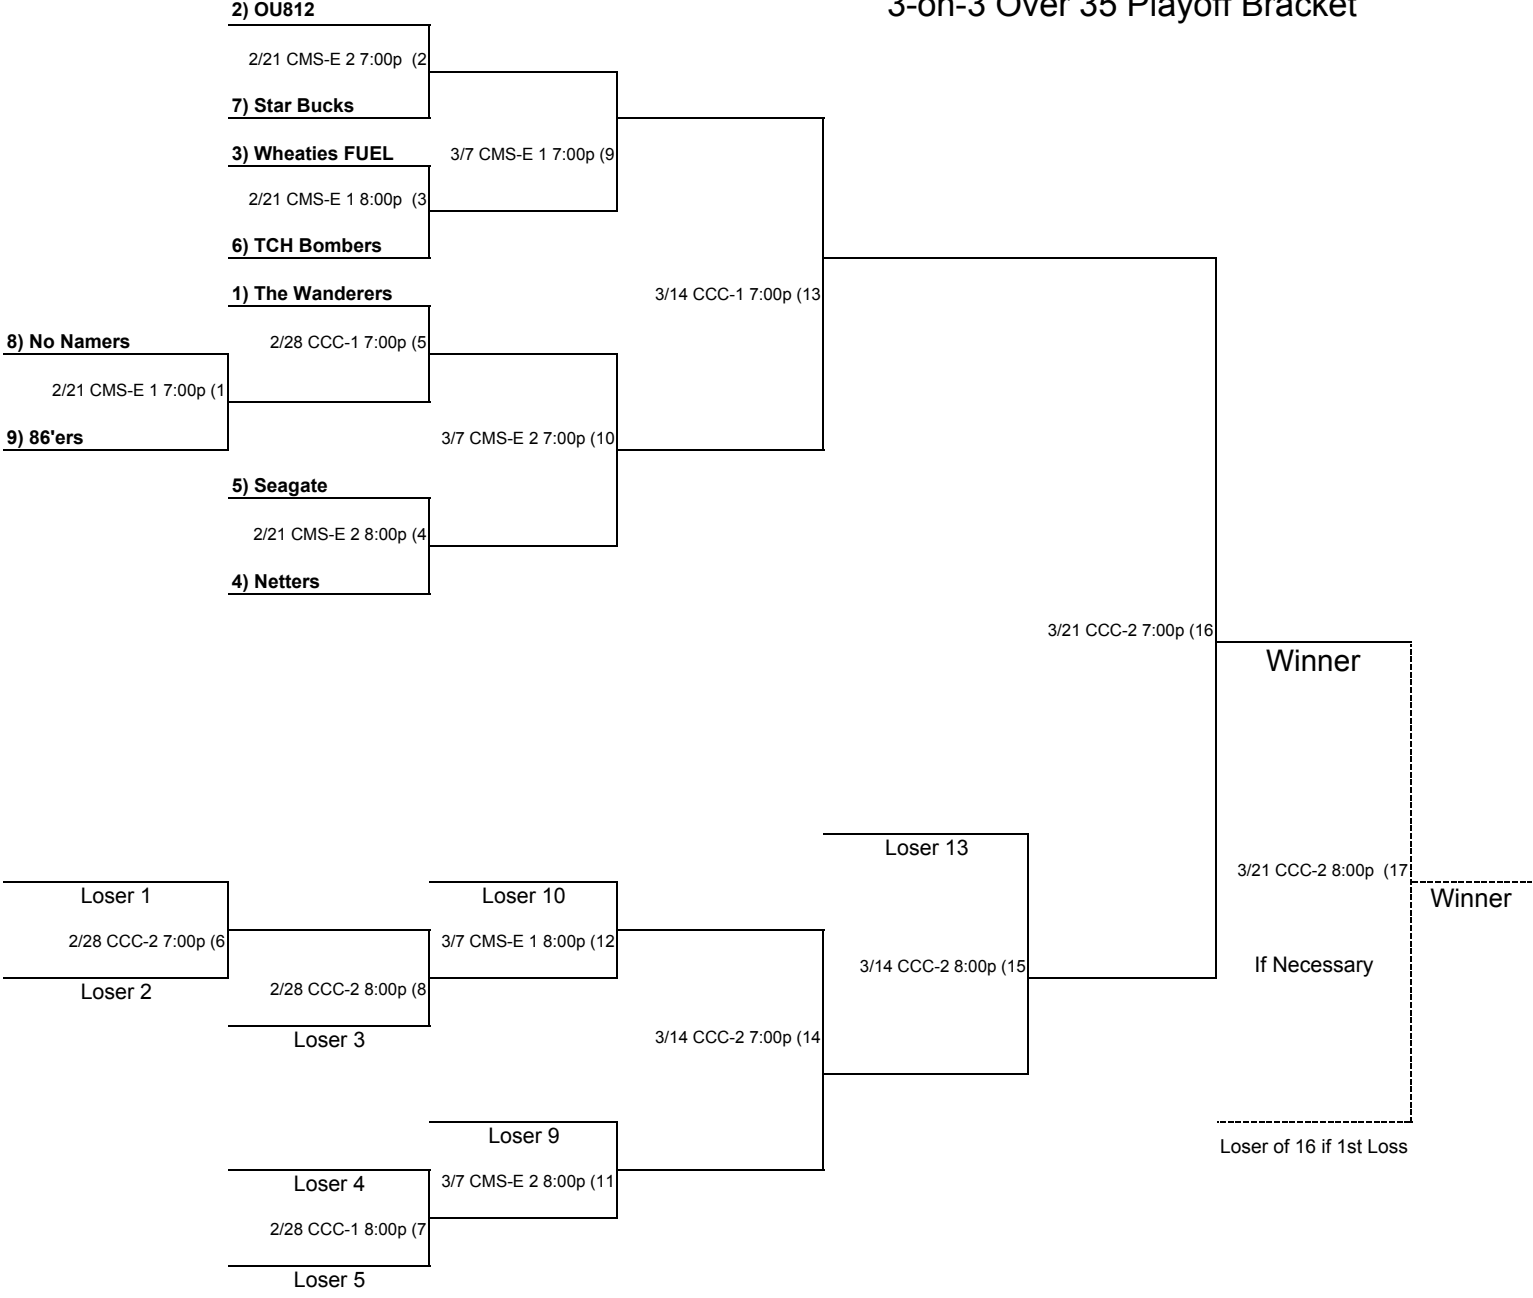 3-on-3 Over 35 Playoff Bracket
2) OU812
2/21 CMS-E 2 7:00p (2
7) Star Bucks
3) Wheaties FUEL
3/7 CMS-E 1 7:00p (9
2/21 CMS-E 1 8:00p (3
6) TCH Bombers
1) The Wanderers
3/14 CCC-1 7:00p (13
8) No Namers
2/28 CCC-1 7:00p (5
2/21 CMS-E 1 7:00p (1
9) 86'ers
3/7 CMS-E 2 7:00p (10
5) Seagate
2/21 CMS-E 2 8:00p (4
4) Netters
3/21 CCC-2 7:00p (16
Winner
Loser 13
3/21 CCC-2 8:00p (17
Loser 1
Loser 10
Winner
2/28 CCC-2 7:00p (6
3/7 CMS-E 1 8:00p (12
3/14 CCC-2 8:00p (15
If Necessary
Loser 2
2/28 CCC-2 8:00p (8
Loser 3
3/14 CCC-2 7:00p (14
Loser 9
Loser of 16 if 1st Loss
Loser 4
3/7 CMS-E 2 8:00p (11
2/28 CCC-1 8:00p (7
Loser 5